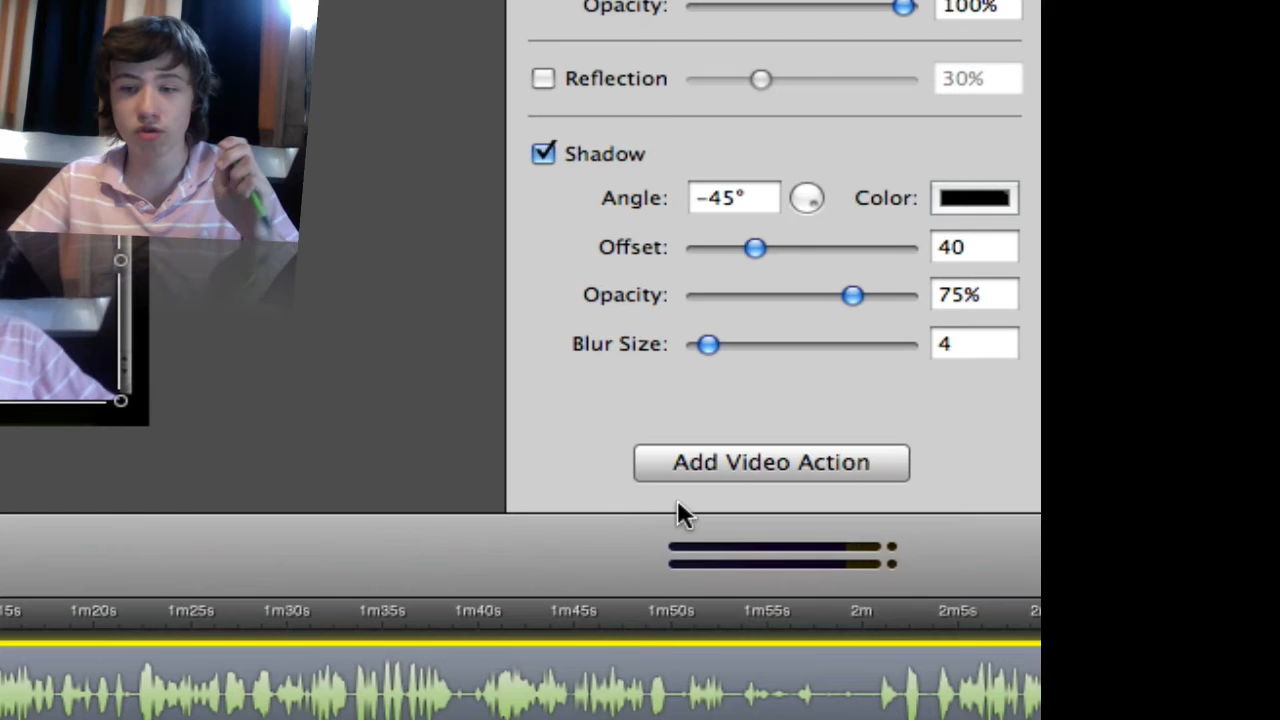 Opacity: 100%
Reflection 30%
Shadow
Angle: -45° Color:
Offset: 40
Opacity: 75%
Blur Size: 4
Add Video Action
15s 1m20s 1m25s 1m30s 1m35s 1m40s 1m45s 1m50s 1m55s 2m 2m5s